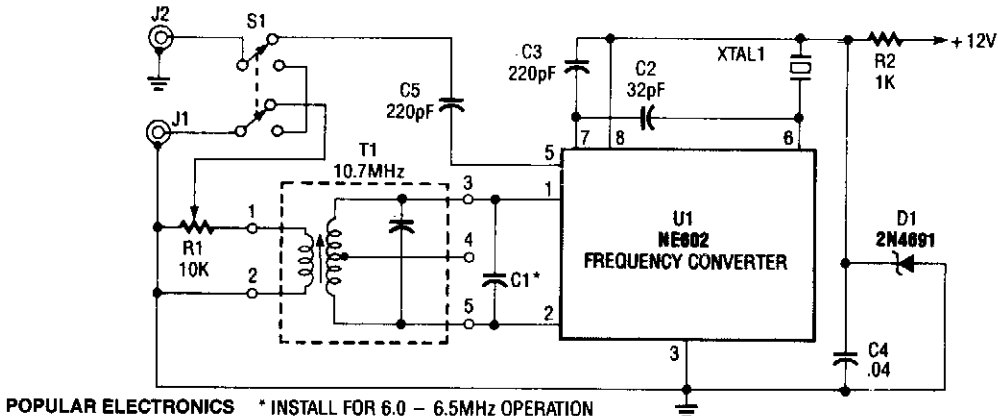 J2
S1
C3
220pF
C2
32pF
XTAL1
R2
1K
+ 12V
C5
220pF
J1
7
8
6
5
T1
10.7MHz
3
1
U1
NE602
FREQUENCY CONVERTER
D1
2N4691
1
R1
10K
4
C1*
2
5
2
3
C4
.04
POPULAR ELECTRONICS * INSTALL FOR 6.0 – 6.5MHz OPERATION